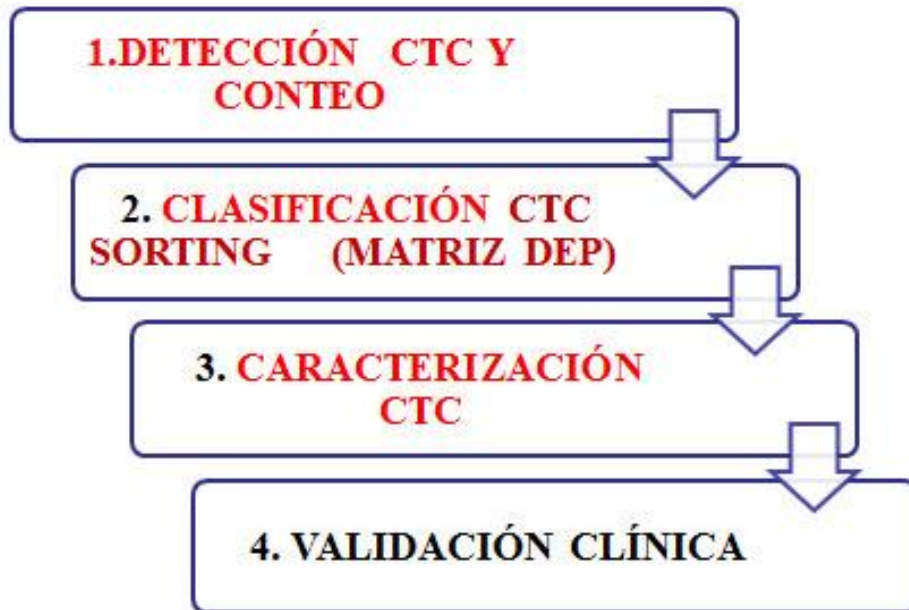 1.DETECCIÓN CTC Y
CONTEO
2. CLASIFICACIÓN CTC
SORTING (MATRIZ DEP)
3. CARACTERIZACIÓN
CTC
4. VALIDACIÓN CLÍNICA